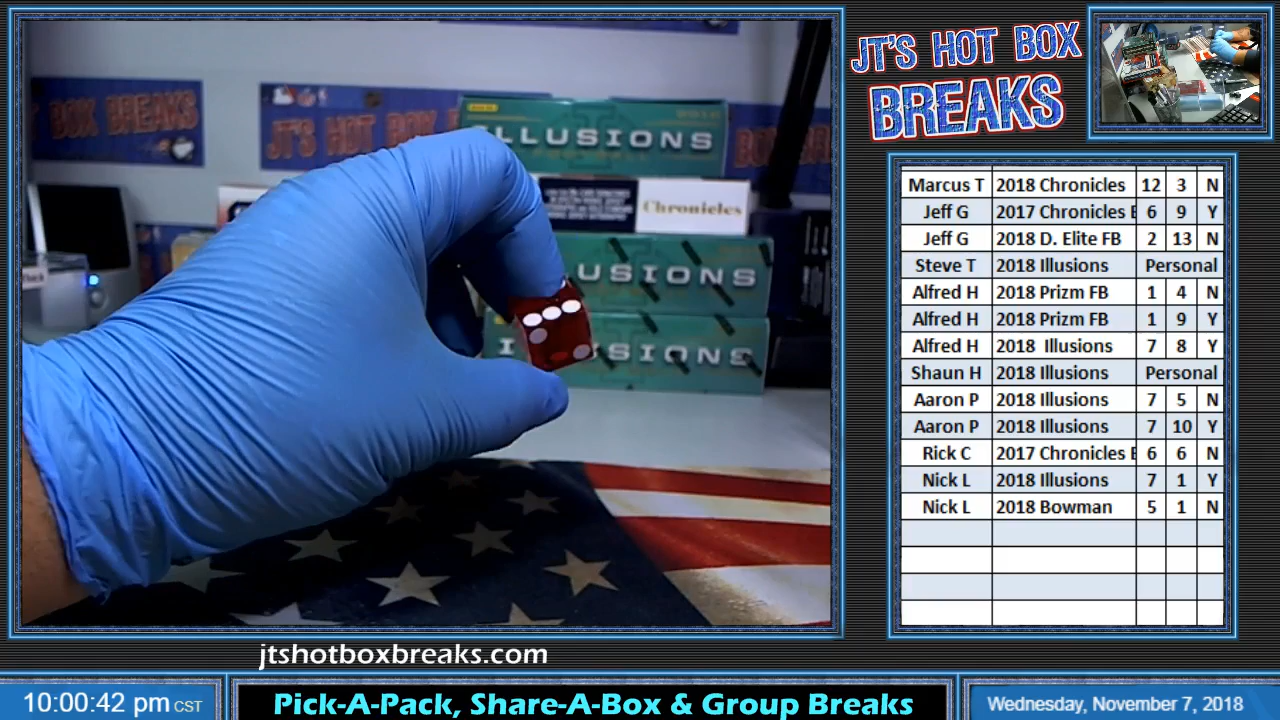 BOX BREAKS
JT'S HOT BOX
BOX
ILLUSIONS
Chronicles
LUSIONS
I SIONS
JT'S HOT BOX
BREAKS
Marcus T 2018 Chronicles 12 3 N
Jeff G 2017 Chronicles 6 9 Y
Jeff G 2018 D. Elite FB 2 13 N
Steve T 2018 Illusions Personal
Alfred H 2018 Prizm FB 1 4 N
Alfred H 2018 Prizm FB 1 9 Y
Alfred H 2018 Illusions 7 8 Y
Shaun H 2018 Illusions Personal
Aaron P 2018 Illusions 7 5 N
Aaron P 2018 Illusions 7 10 Y
Rick C 2017 Chronicles 6 6 N
Nick L 2018 Illusions 7 1 Y
Nick L 2018 Bowman 5 1 N
jtshotboxbreaks.com
10:00:42 pm CST
Pick-A-Pack, Share-A-Box & Group Breaks
Wednesday, November 7, 2018